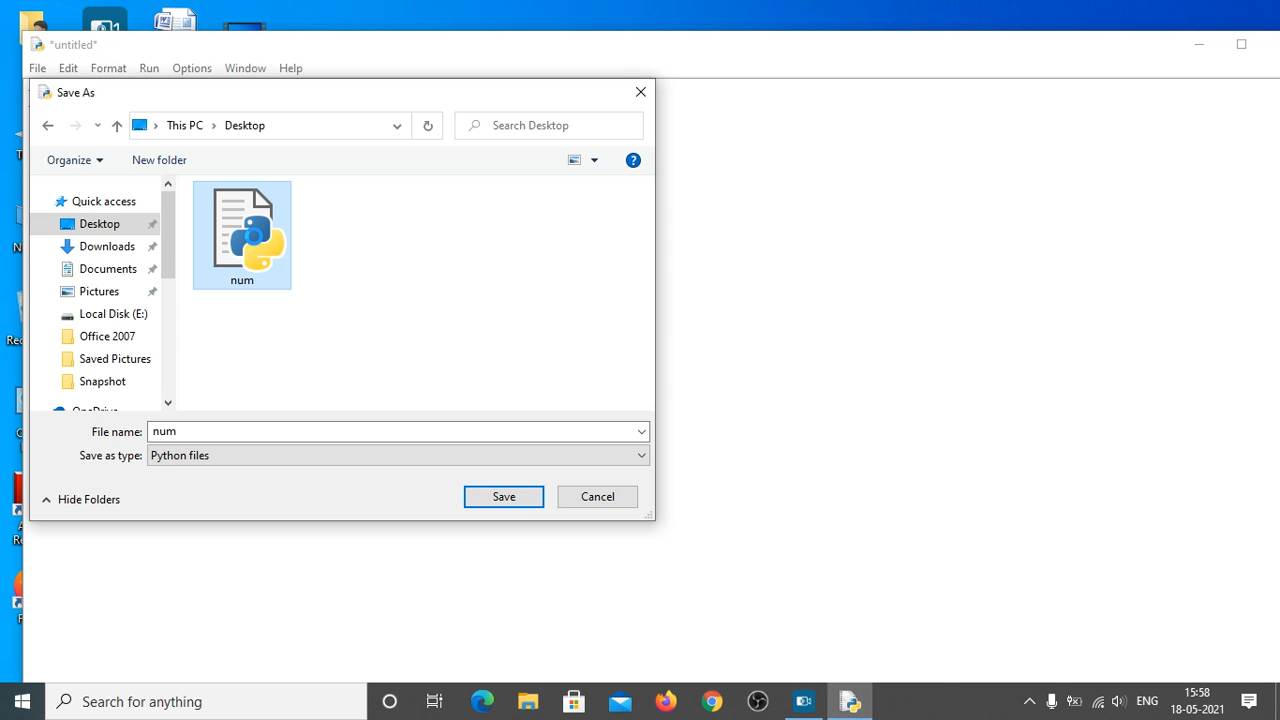 *untitled*
File Edit Format Run Options Window Help
Save As
This PC Desktop
Search Desktop
Organize New folder
Quick access
Desktop
Downloads
Documents
Pictures
Local Disk (E:)
Office 2007
Saved Pictures
Snapshot
num
File name: num
Save as type: Python files
Hide Folders
Save Cancel
Search for anything
ENG
15:58
18-05-2021